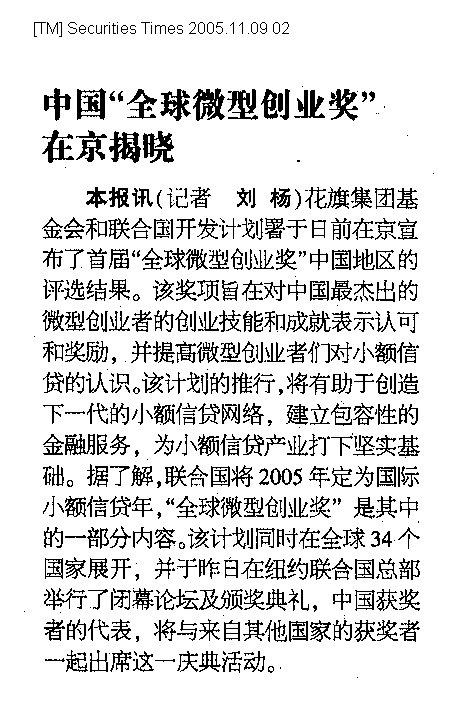 [TM] Securities Times 2005.11.09 02
中国“全球微型创业奖”
在京揭晓
本报讯(记者 刘 杨)花旗集团基
金会和联合国开发计划署于日前在京宣
布了首届“全球微型创业奖”中国地区的
评选结果。该奖项旨在对中国最杰出的
微型创业者的创业技能和成就表示认可
和奖励，并提高微型创业者们对小额信
贷的认识。该计划的推行,将有助于创造
下一代的小额信贷网络，建立包容性的
金融服务，为小额信贷产业打下坚实基
础。据了解,联合国将 2005 年定为国际
小额信贷年,“全球微型创业奖”是其中
的一部分内容。该计划同时在全球 34 个
国家展开，并于昨日在纽约联合国总部
举行了闭幕论坛及颁奖典礼，中国获奖
者的代表，将与来自其他国家的获奖者
一起出席这一庆典活动。